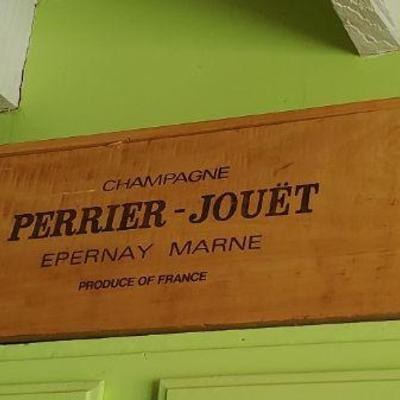 CHAMPAGNE
PERRIER-JOUËT
EPERNAY MARNE
PRODUCE OF FRANCE